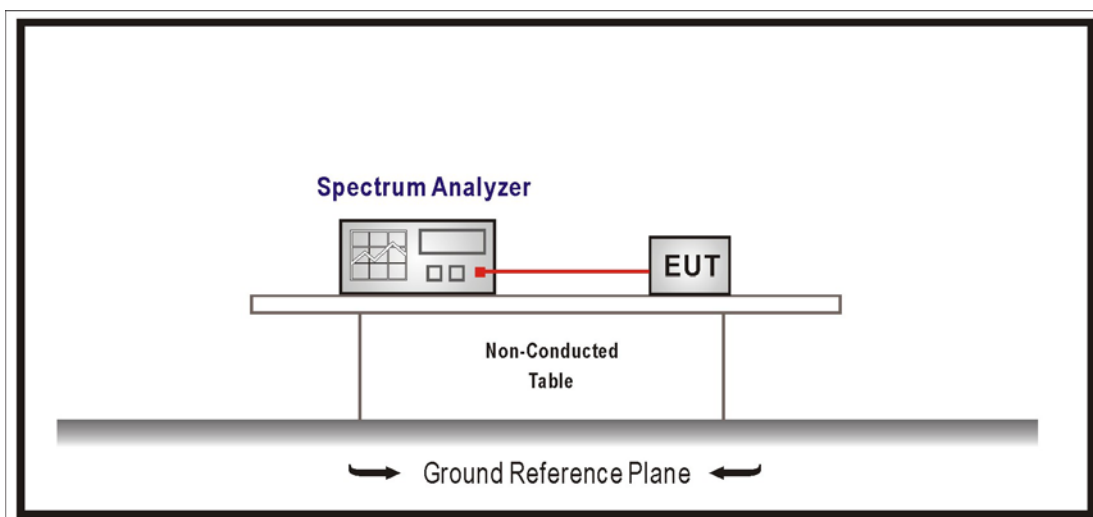 Spectrum Analyzer
EUT
Non-Conducted
Table
Ground Reference Plane